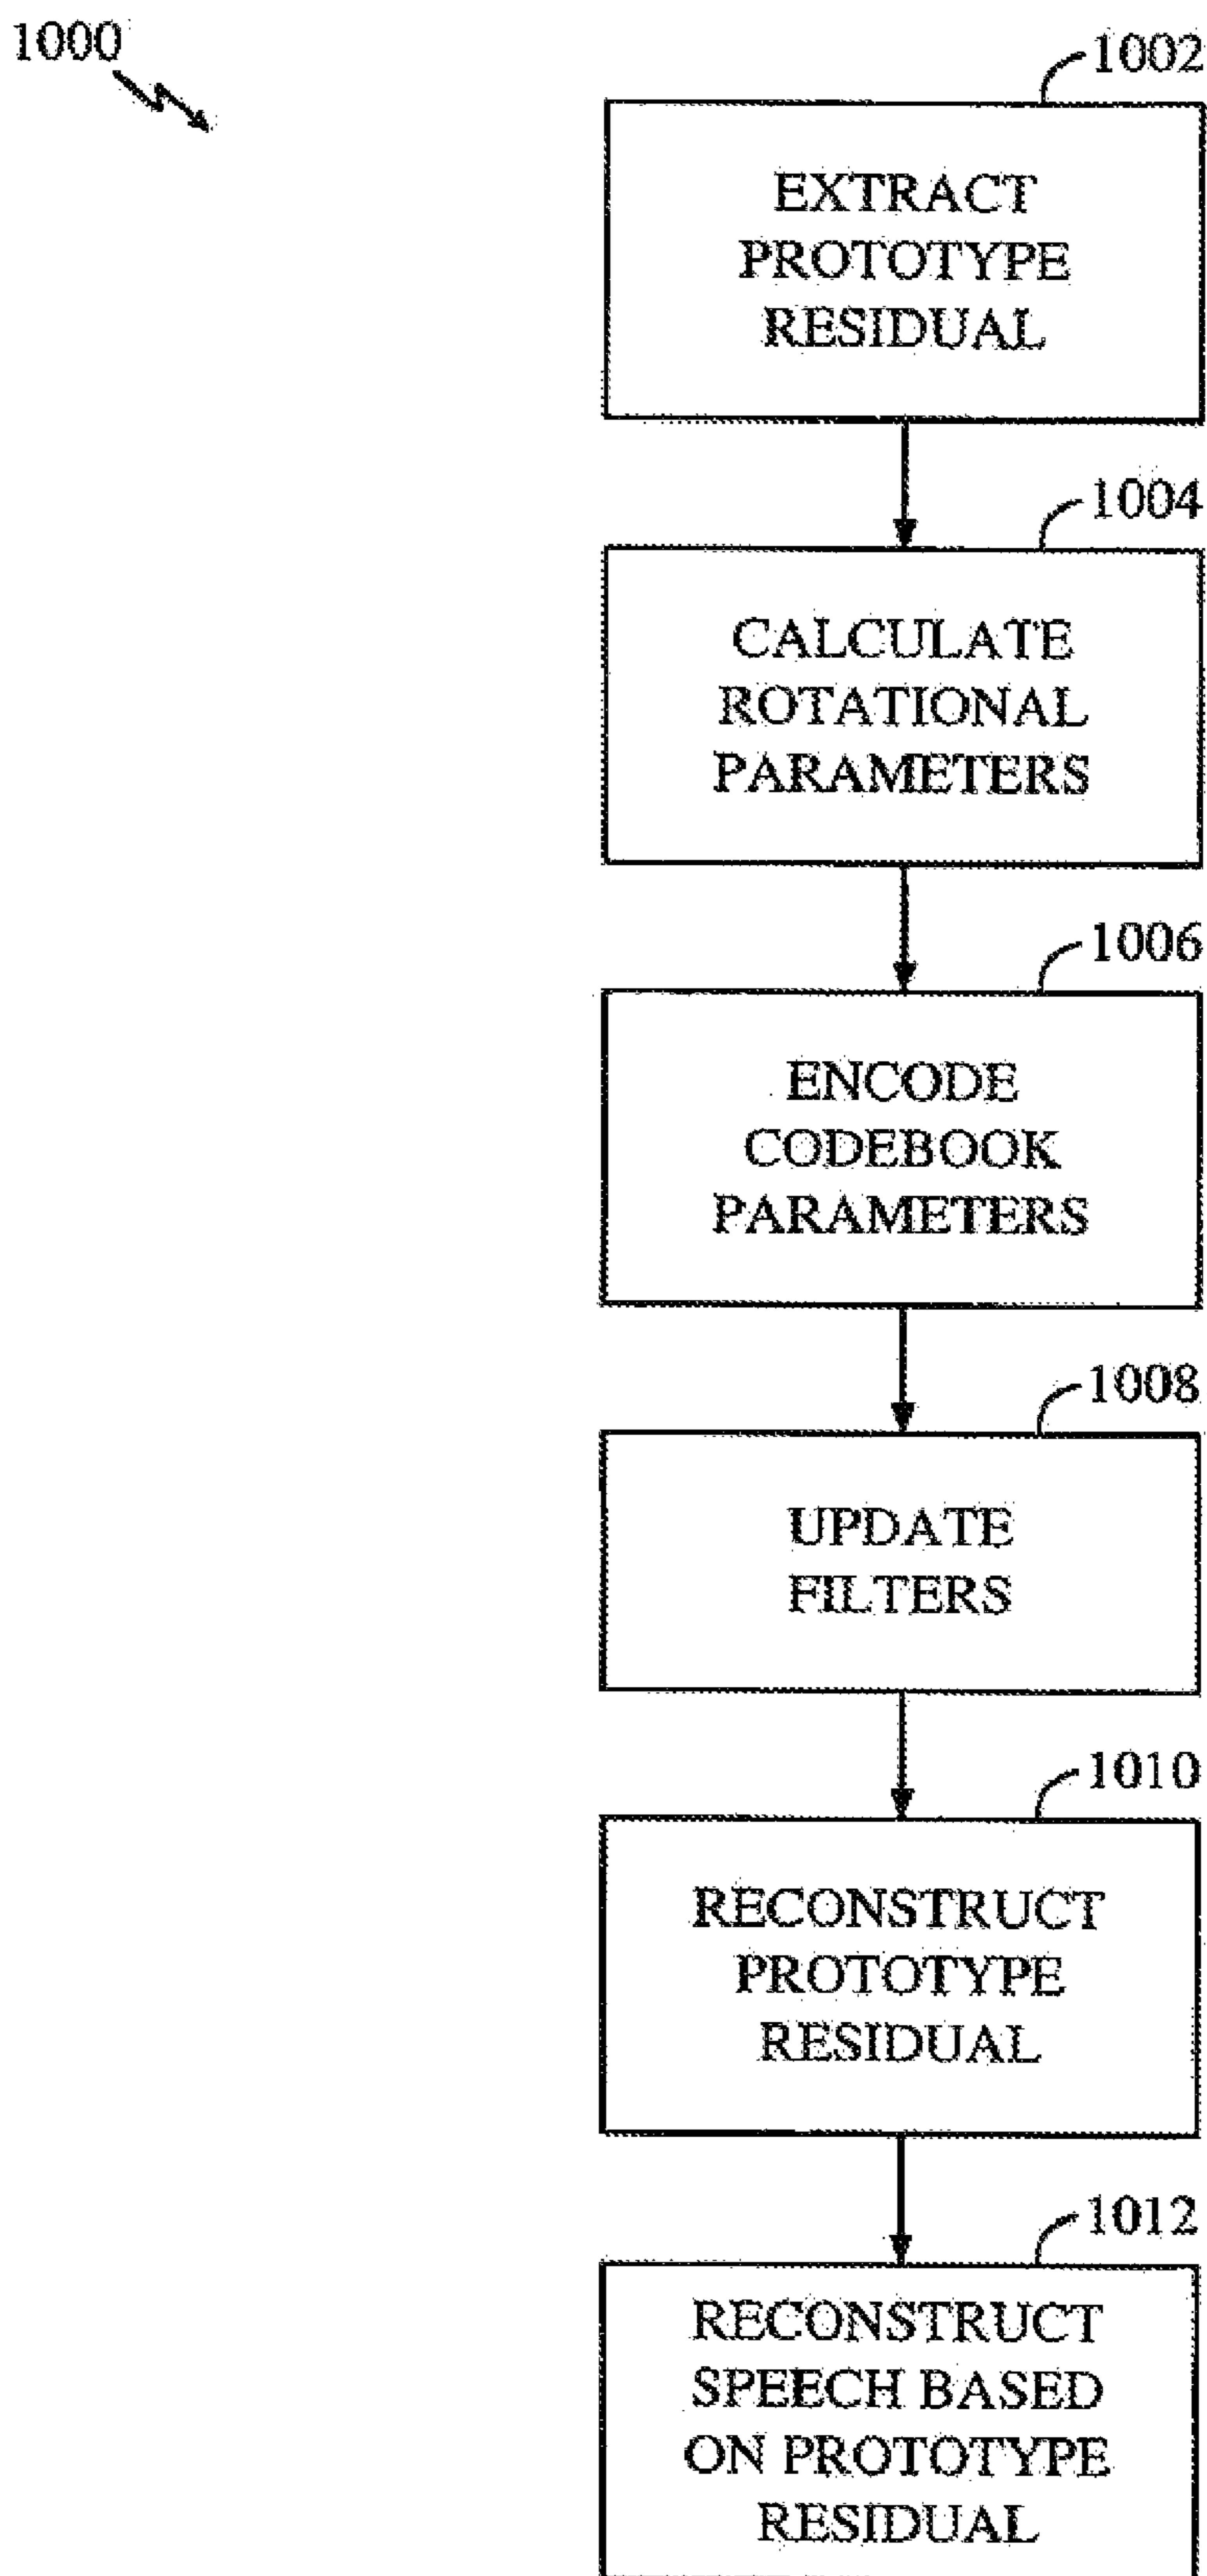 1000
1002
EXTRACT
PROTOTYPE
RESIDUAL
1004
CALCULATE
ROTATIONAL
PARAMETERS
1006
ENCODE
CODEBOOK
PARAMETERS
1008
UPDATE
FILTERS
1010
RECONSTRUCT
PROTOTYPE
RESIDUAL
1012
RECONSTRUCT
SPEECH BASED
ON PROTOTYPE
RESIDUAL